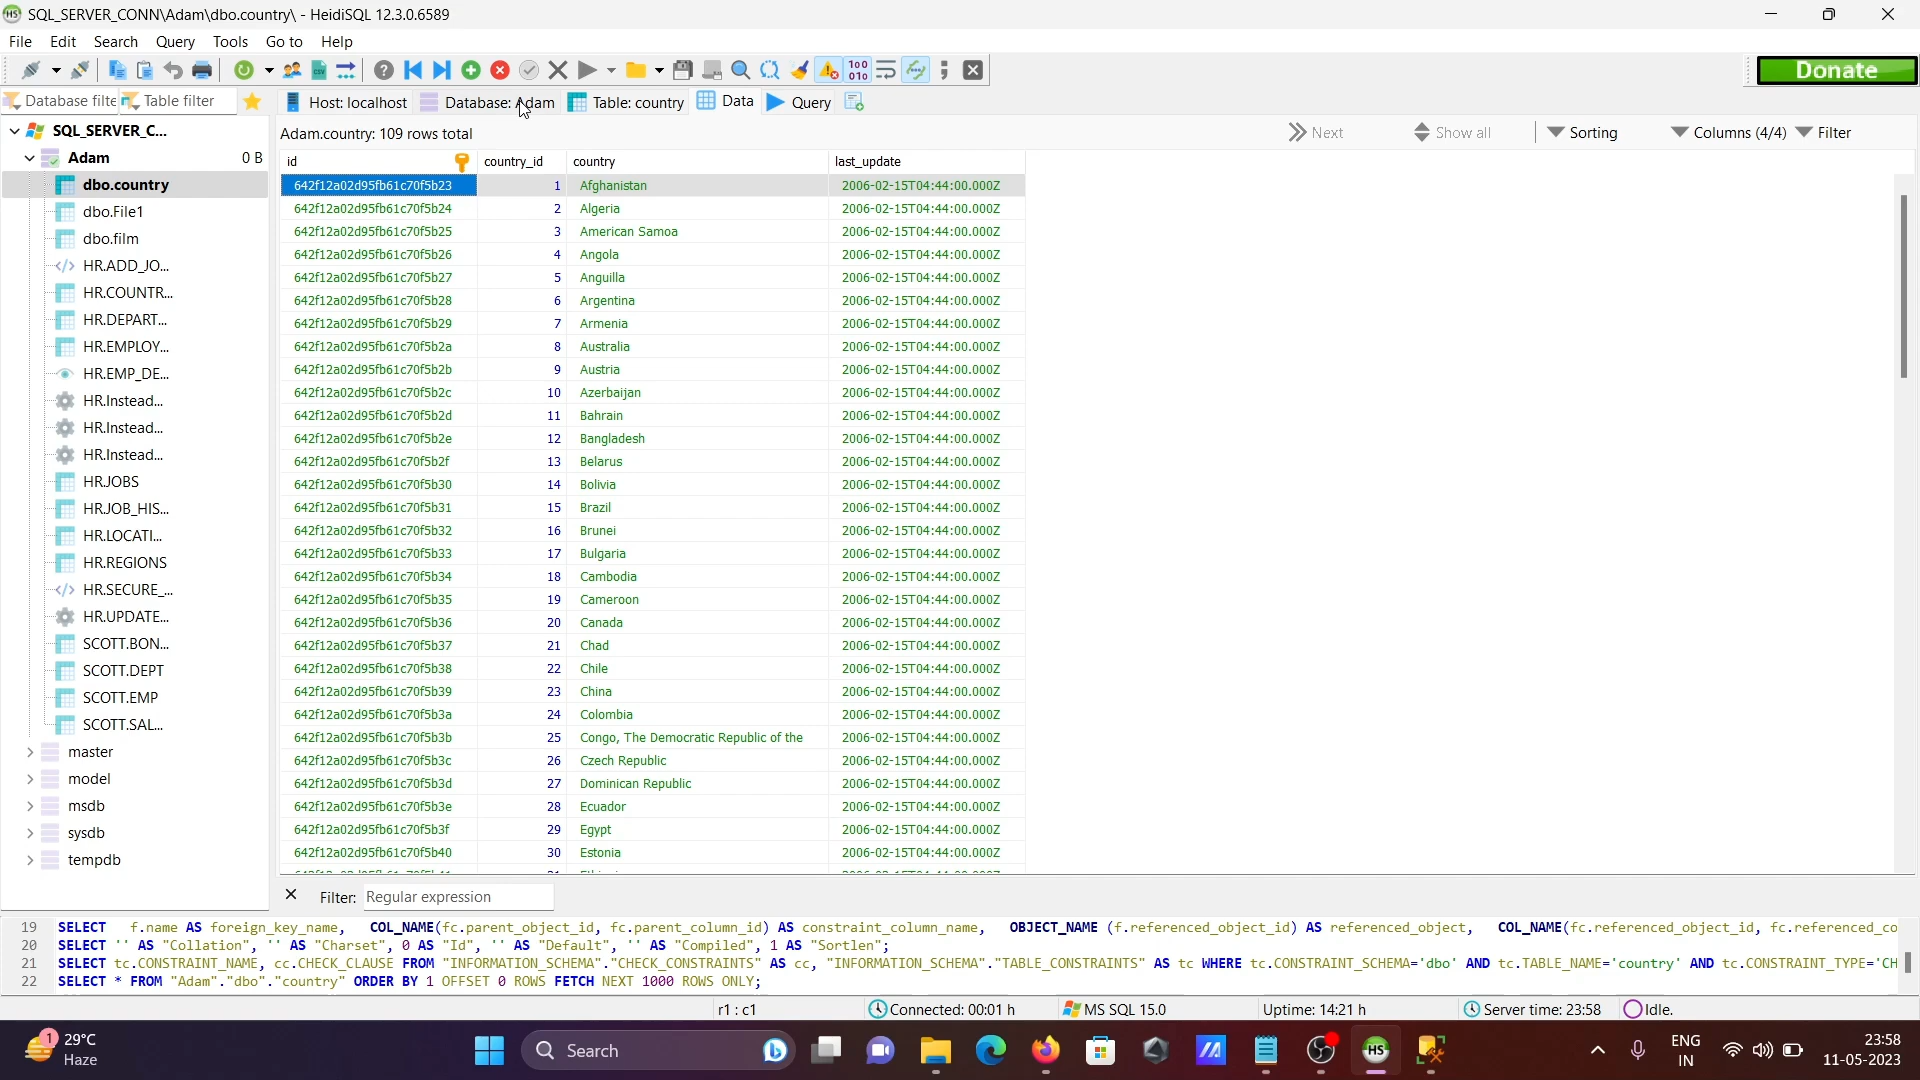 SQL_SERVER_CONN\Adam\dbo.country\ - HeidiSQL 12.3.0.6589
File Edit Search Query Tools Go to Help
Donate
Database filte Table filter Host: localhost Database: Adam Table: country Data Query
SQL_SERVER_C...
Adam 0 B
dbo.country
dbo.File1
dbo.film
HR.ADD_JO...
HR.COUNTR...
HR.DEPART...
HR.EMPLOY...
HR.EMP_DE...
HR.Instead...
HR.Instead...
HR.Instead...
HR.JOBS
HR.JOB_HIS...
HR.LOCATI...
HR.REGIONS
HR.SECURE_...
HR.UPDATE...
SCOTT.BON...
SCOTT.DEPT
SCOTT.EMP
SCOTT.SAL...
master
model
msdb
sysdb
tempdb
Adam.country: 109 rows total Next Show all Sorting Columns (4/4) Filter
id country_id country last_update
642f12a02d95fb61c70f5b23 1 Afghanistan 2006-02-15T04:44:00.000Z
642f12a02d95fb61c70f5b24 2 Algeria 2006-02-15T04:44:00.000Z
642f12a02d95fb61c70f5b25 3 American Samoa 2006-02-15T04:44:00.000Z
642f12a02d95fb61c70f5b26 4 Angola 2006-02-15T04:44:00.000Z
642f12a02d95fb61c70f5b27 5 Anguilla 2006-02-15T04:44:00.000Z
642f12a02d95fb61c70f5b28 6 Argentina 2006-02-15T04:44:00.000Z
642f12a02d95fb61c70f5b29 7 Armenia 2006-02-15T04:44:00.000Z
642f12a02d95fb61c70f5b2a 8 Australia 2006-02-15T04:44:00.000Z
642f12a02d95fb61c70f5b2b 9 Austria 2006-02-15T04:44:00.000Z
642f12a02d95fb61c70f5b2c 10 Azerbaijan 2006-02-15T04:44:00.000Z
642f12a02d95fb61c70f5b2d 11 Bahrain 2006-02-15T04:44:00.000Z
642f12a02d95fb61c70f5b2e 12 Bangladesh 2006-02-15T04:44:00.000Z
642f12a02d95fb61c70f5b2f 13 Belarus 2006-02-15T04:44:00.000Z
642f12a02d95fb61c70f5b30 14 Bolivia 2006-02-15T04:44:00.000Z
642f12a02d95fb61c70f5b31 15 Brazil 2006-02-15T04:44:00.000Z
642f12a02d95fb61c70f5b32 16 Brunei 2006-02-15T04:44:00.000Z
642f12a02d95fb61c70f5b33 17 Bulgaria 2006-02-15T04:44:00.000Z
642f12a02d95fb61c70f5b34 18 Cambodia 2006-02-15T04:44:00.000Z
642f12a02d95fb61c70f5b35 19 Cameroon 2006-02-15T04:44:00.000Z
642f12a02d95fb61c70f5b36 20 Canada 2006-02-15T04:44:00.000Z
642f12a02d95fb61c70f5b37 21 Chad 2006-02-15T04:44:00.000Z
642f12a02d95fb61c70f5b38 22 Chile 2006-02-15T04:44:00.000Z
642f12a02d95fb61c70f5b39 23 China 2006-02-15T04:44:00.000Z
642f12a02d95fb61c70f5b3a 24 Colombia 2006-02-15T04:44:00.000Z
642f12a02d95fb61c70f5b3b 25 Congo, The Democratic Republic of the 2006-02-15T04:44:00.000Z
642f12a02d95fb61c70f5b3c 26 Czech Republic 2006-02-15T04:44:00.000Z
642f12a02d95fb61c70f5b3d 27 Dominican Republic 2006-02-15T04:44:00.000Z
642f12a02d95fb61c70f5b3e 28 Ecuador 2006-02-15T04:44:00.000Z
642f12a02d95fb61c70f5b3f 29 Egypt 2006-02-15T04:44:00.000Z
642f12a02d95fb61c70f5b40 30 Estonia 2006-02-15T04:44:00.000Z
Filter: Regular expression
19 SELECT f.name AS foreign_key_name, COL_NAME(fc.parent_object_id, fc.parent_column_id) AS constraint_column_name, OBJECT_NAME (f.referenced_object_id) AS referenced_object, COL_NAME(fc.referenced_object_id, fc.referenced_co
20 SELECT '' AS "Collation", '' AS "Charset", 0 AS "Id", '' AS "Default", '' AS "Compiled", 1 AS "Sortlen";
21 SELECT tc.CONSTRAINT_NAME, cc.CHECK_CLAUSE FROM "INFORMATION_SCHEMA"."CHECK_CONSTRAINTS" AS cc, "INFORMATION_SCHEMA"."TABLE_CONSTRAINTS" AS tc WHERE tc.CONSTRAINT_SCHEMA='dbo' AND tc.TABLE_NAME='country' AND tc.CONSTRAINT_TYPE='CH
22 SELECT * FROM "Adam"."dbo"."country" ORDER BY 1 OFFSET 0 ROWS FETCH NEXT 1000 ROWS ONLY;
r1 : c1 Connected: 00:01 h MS SQL 15.0 Uptime: 14:21 h Server time: 23:58 Idle.
1 29°C
Haze
Search
HS
ENG
IN
23:58
11-05-2023